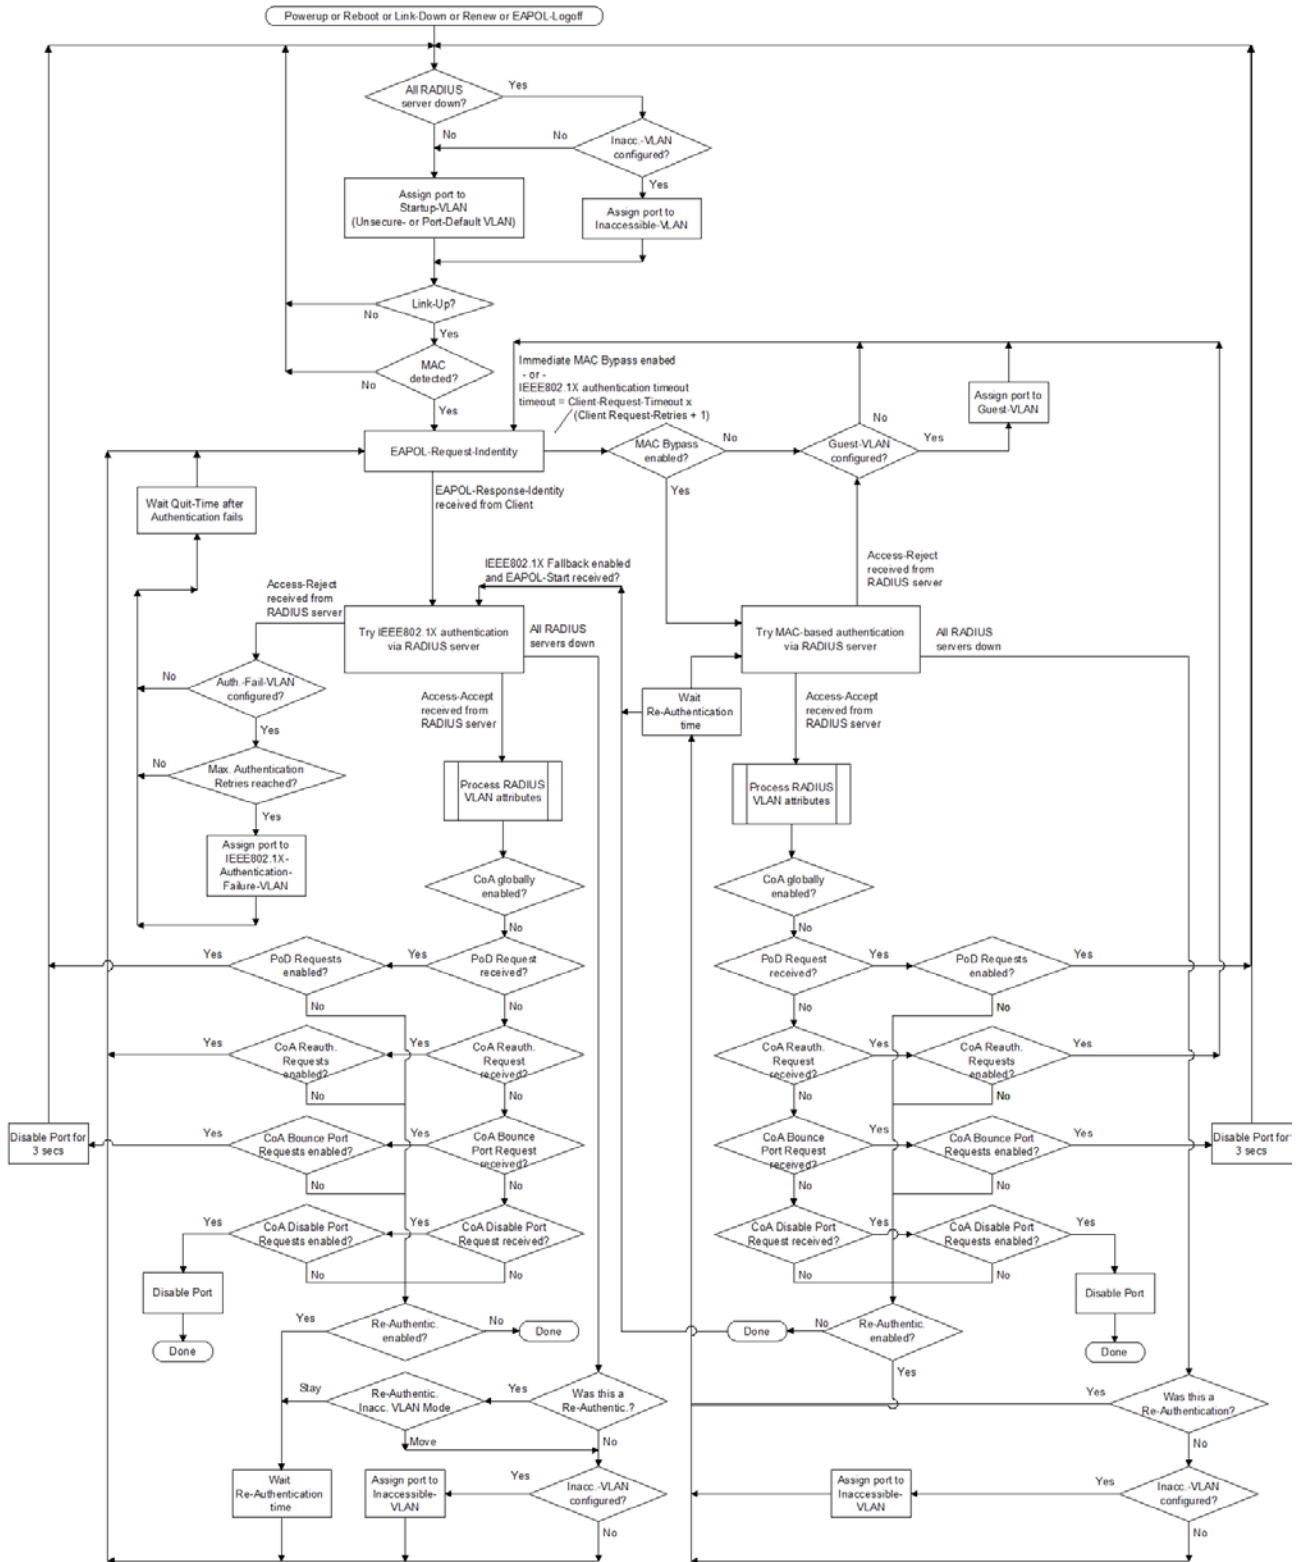 Powerup or Reboot or Link-Down or Renew or EAPOL-Logoff
All RADIUS
server down?
Yes
No
Inacc.-VLAN
configured?
No
Yes
Assign port to
Startup-VLAN
(Unsecure- or Port-Default VLAN)
Assign port to
Inaccessible-VLAN
Link-Up?
No
Yes
MAC
detected?
No
Yes
Immediate MAC Bypass enabed
- or -
IEEE802.1X authentication timeout
timeout = Client-Request-Timeout x
(Client Request-Retries + 1)
Assign port to
Guest-VLAN
EAPOL-Request-Indentity
MAC Bypass
enabled?
No
Yes
Guest-VLAN
configured?
No
Yes
Wait Quit-Time after
Authentication fails
EAPOL-Response-Identity
received from Client
IEEE802.1X Fallback enabled
and EAPOL-Start received?
Access-Reject
received from
RADIUS server
Access-Reject
received from
RADIUS server
Try IEEE802.1X authentication
via RADIUS server
All RADIUS
servers down
Try MAC-based authentication
via RADIUS server
All RADIUS
servers down
Auth.-Fail-VLAN
configured?
No
Yes
Access-Accept
received from
RADIUS server
Wait
Re-Authentication
time
Access-Accept
received from
RADIUS server
Max. Authentication
Retries reached?
No
Yes
Process RADIUS
VLAN attributes
Process RADIUS
VLAN attributes
Assign port to
IEEE802.1X-
Authentication-
Failure-VLAN
CoA globally
enabled?
No
CoA globally
enabled?
No
Yes
PoD Requests
enabled?
No
Yes
PoD Request
received?
No
PoD Request
received?
Yes
No
PoD Requests
enabled?
Yes
No
Yes
CoA Reauth.
Requests
enabled?
No
Yes
CoA Reauth.
Request
received?
No
CoA Reauth.
Request
received?
Yes
No
CoA Reauth.
Requests
enabled?
Yes
No
Disable Port for
3 secs
Yes
CoA Bounce Port
Requests enabled?
No
Yes
CoA Bounce
Port Request
received?
No
CoA Bounce
Port Request
received?
Yes
No
CoA Bounce Port
Requests enabled?
Yes
No
Disable Port for
3 secs
Yes
CoA Disable Port
Requests enabled?
No
Yes
CoA Disable Port
Request received?
No
CoA Disable Port
Request received?
Yes
No
CoA Disable Port
Requests enabled?
Yes
No
Disable Port
Done
Disable Port
Done
Yes
Re-Authentic.
enabled?
No
Done
Done
No
Re-Authentic.
enabled?
Yes
Stay
Re-Authentic.
Inacc. VLAN Mode
Move
Yes
Was this a
Re-Authentic.?
No
Yes
Was this a
Re-Authentication?
No
Wait
Re-Authentication
time
Assign port to
Inaccessible-
VLAN
Yes
Inacc.-VLAN
configured?
No
Assign port to
Inaccessible-
VLAN
Yes
Inacc.-VLAN
configured?
No